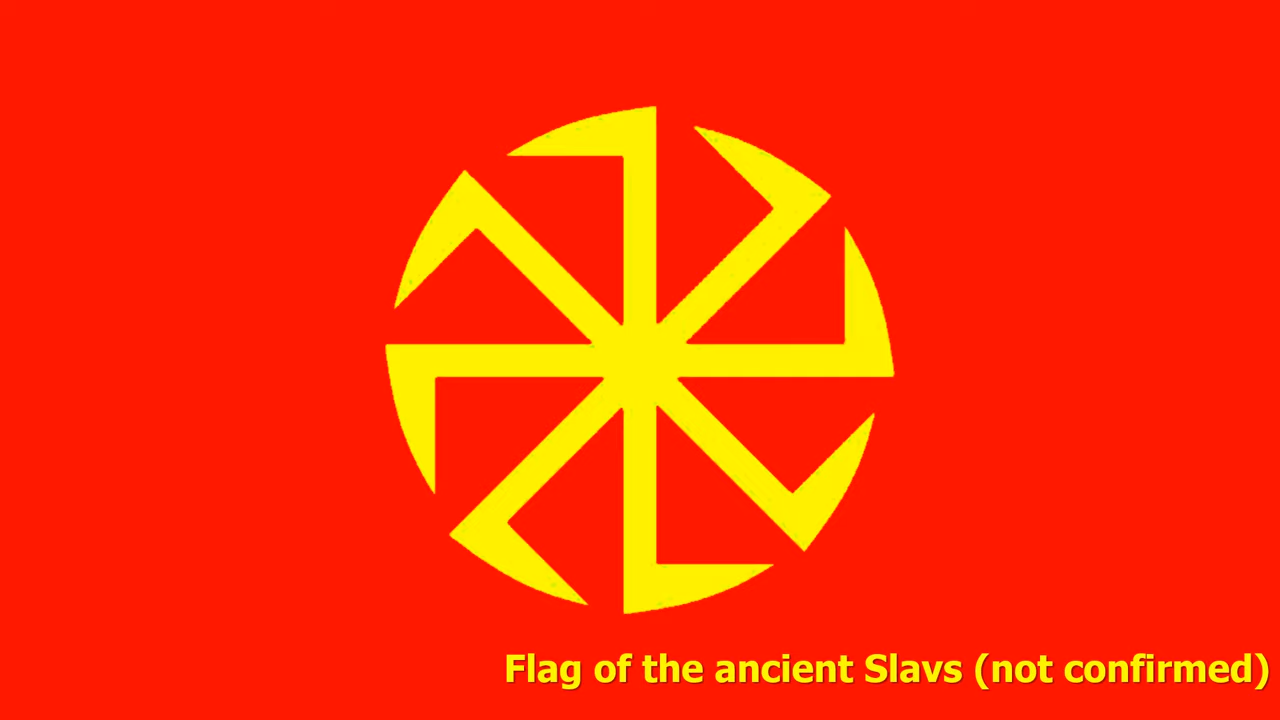 Flag of the ancient Slavs (not confirmed)